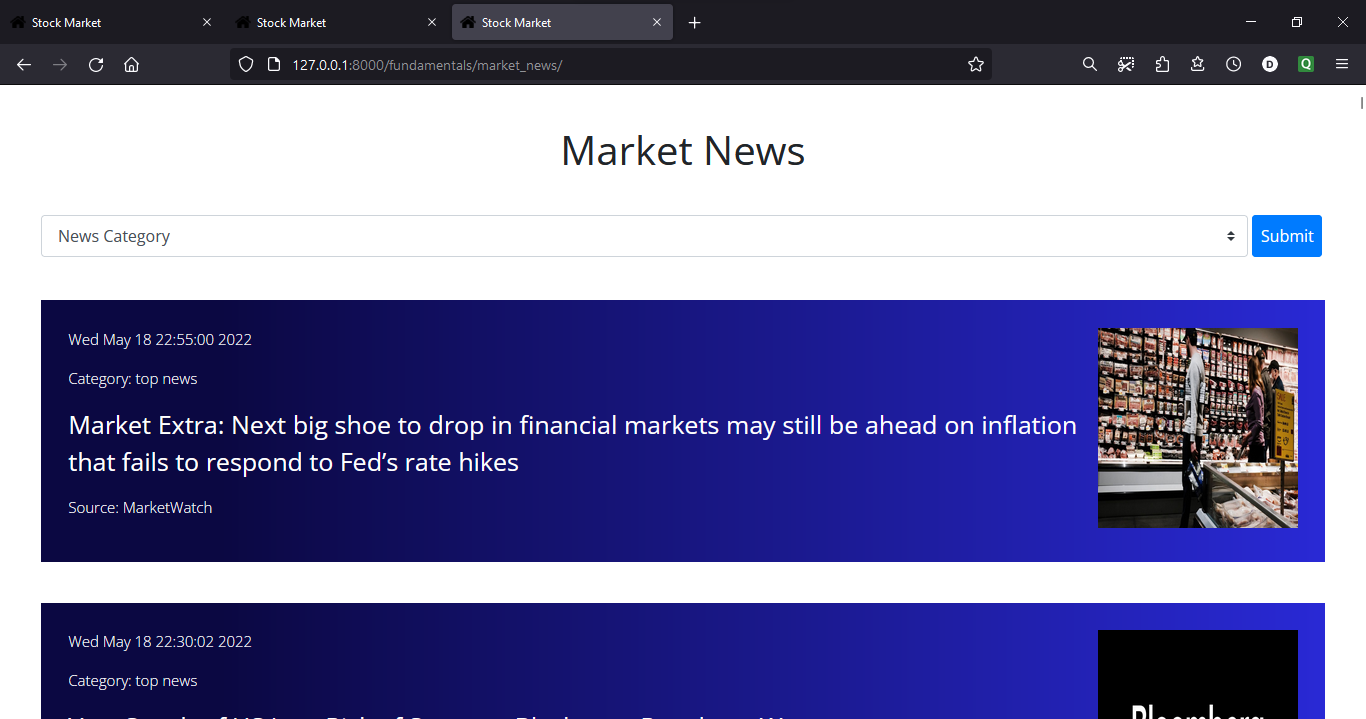 Stock Market
Stock Market
Stock Market
127.0.0.1:8000/fundamentals/market_news/
D
Q
Market News
News Category
Submit
Wed May 18 22:55:00 2022
Category: top news
Market Extra: Next big shoe to drop in financial markets may still be ahead on inflation
that fails to respond to Fed’s rate hikes
Source: MarketWatch
Wed May 18 22:30:02 2022
Category: top news
Bloomberg